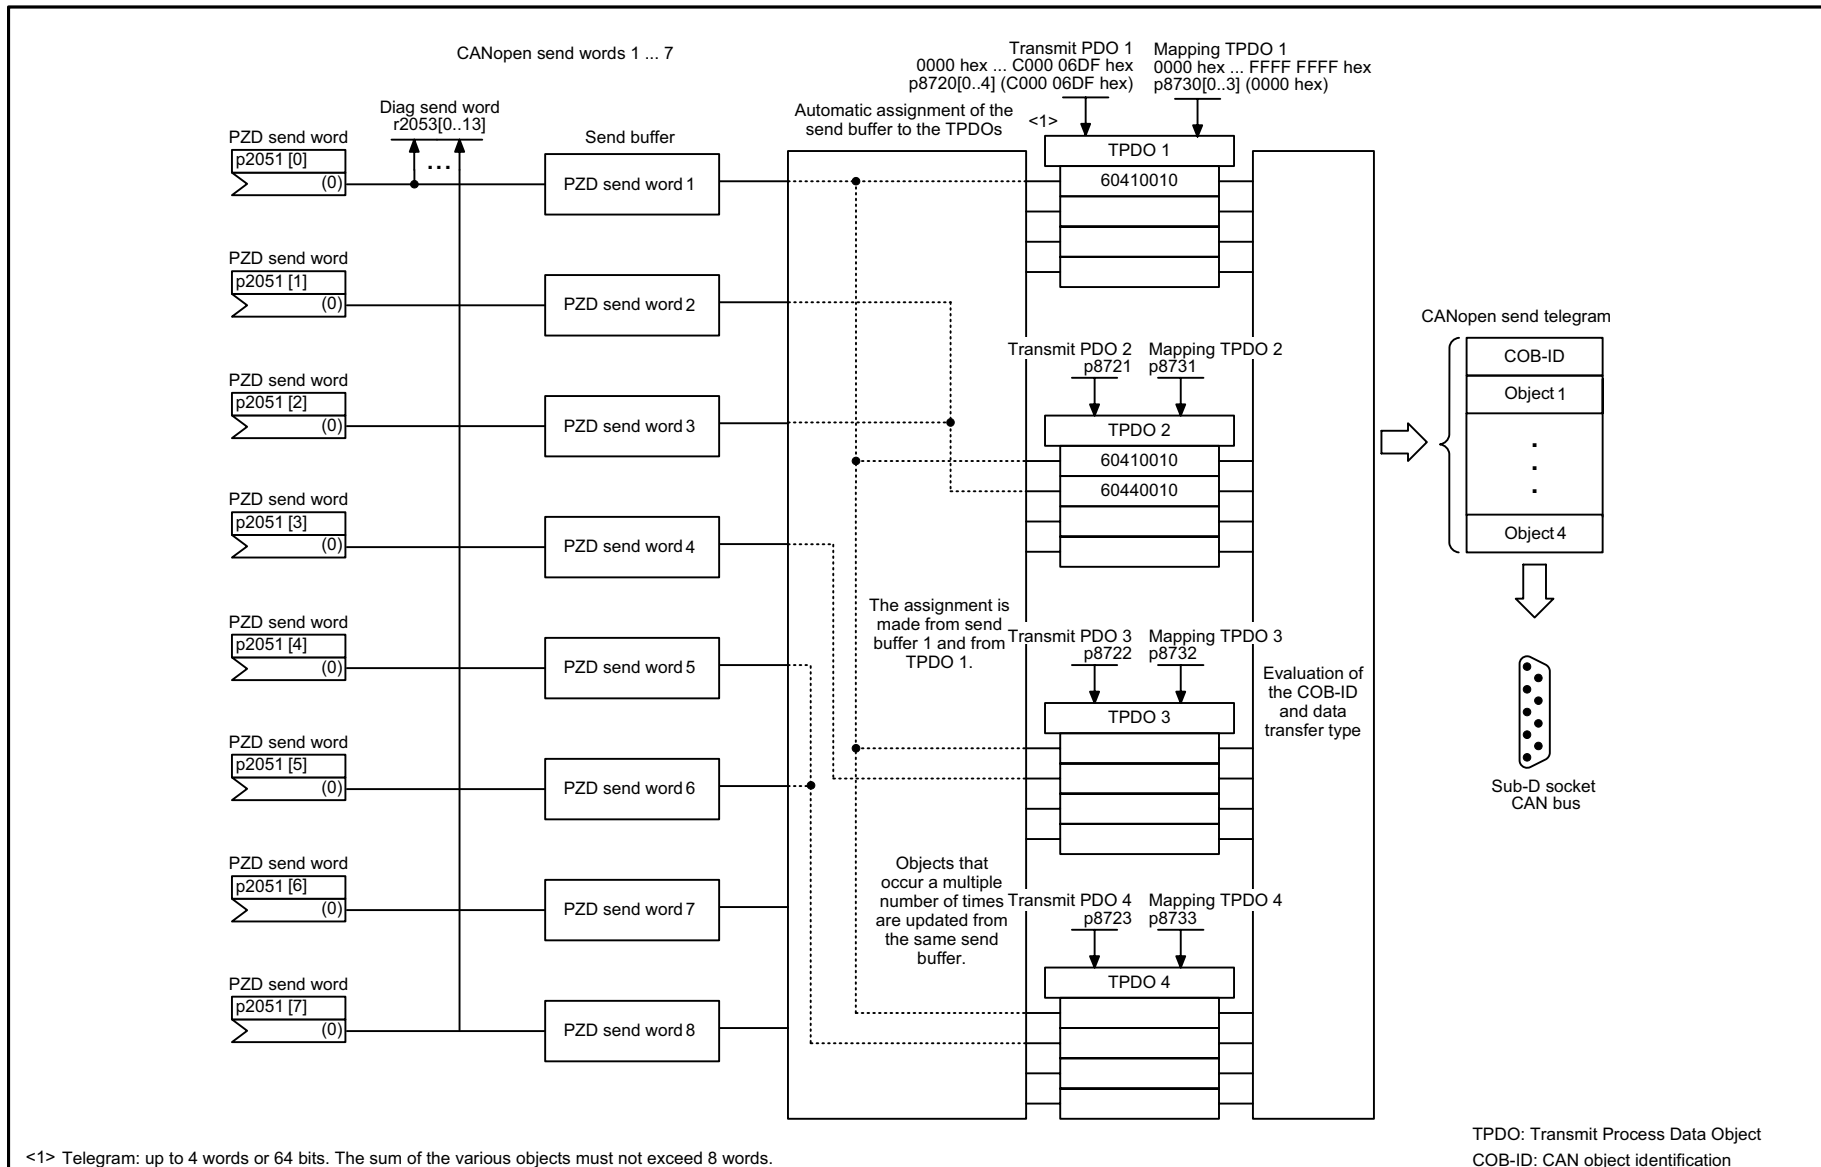 CANopen send words 1 ... 7
Diag send word
r2053[0..13]
...
Send buffer
PZD send word
p2051 [0]
(0)
PZD send word 1
PZD send word
p2051 [1]
(0)
PZD send word 2
PZD send word
p2051 [2]
(0)
PZD send word 3
PZD send word
p2051 [3]
(0)
PZD send word 4
PZD send word
p2051 [4]
(0)
PZD send word 5
PZD send word
p2051 [5]
(0)
PZD send word 6
PZD send word
p2051 [6]
(0)
PZD send word 7
PZD send word
p2051 [7]
(0)
PZD send word 8
Automatic assignment of the
send buffer to the TPDOs
The assignment is
made from send
buffer 1 and from
TPDO 1.
Objects that
occur a multiple
number of times
are updated from
the same send
buffer.
Transmit PDO 1
0000 hex ... C000 06DF hex
p8720[0..4] (C000 06DF hex)
Mapping TPDO 1
0000 hex ... FFFF FFFF hex
p8730[0..3] (0000 hex)
<1>
TPDO 1
60410010
Transmit PDO 2
p8721
Mapping TPDO 2
p8731
TPDO 2
60410010
60440010
Transmit PDO 3
p8722
Mapping TPDO 3
p8732
TPDO 3
Transmit PDO 4
p8723
Mapping TPDO 4
p8733
TPDO 4
Evaluation of
the COB-ID
and data
transfer type
CANopen send telegram
COB-ID
Object 1
.
.
.
Object 4
Sub-D socket
CAN bus
<1> Telegram: up to 4 words or 64 bits. The sum of the various objects must not exceed 8 words.
TPDO: Transmit Process Data Object
COB-ID: CAN object identification